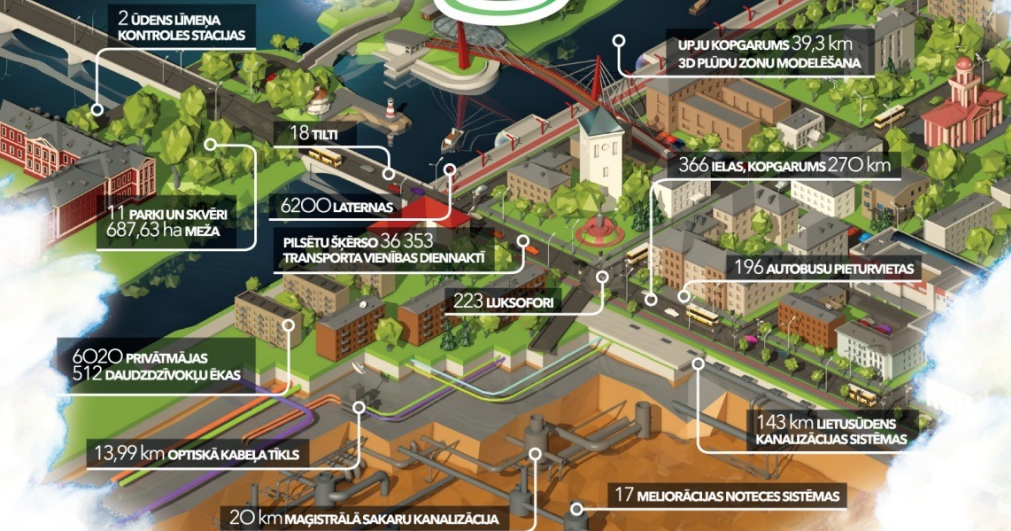 2 ŪDENS LĪMEŅA
KONTROLES STACIJAS
UPJU KOPGARUMS 39,3 km
3D PLŪDU ZONU MODELĒŠANA
18 TILTI
366 IELAS, KOPGARUMS 270 km
11 PARKI UN SKVĒRI
687,63 ha MEŽA
6200 LATERNAS
PILSĒTU ŠĶĒRSO 36 353
TRANSPORTA VIENĪBAS DIENNAKTĪ
196 AUTOBUSU PIETURVIETAS
223 LUKSOFORI
6020 PRIVĀTMĀJAS
512 DAUDZDZĪVOKĻU ĒKAS
143 km LIETUSŪDENS
KANALIZĀCIJAS SISTĒMAS
13,99 km OPTISKĀ KABEĻA TĪKLS
17 MELIORĀCIJAS NOTECES SISTĒMAS
20 km MAĢISTRĀLĀ SAKARU KANALIZĀCIJA